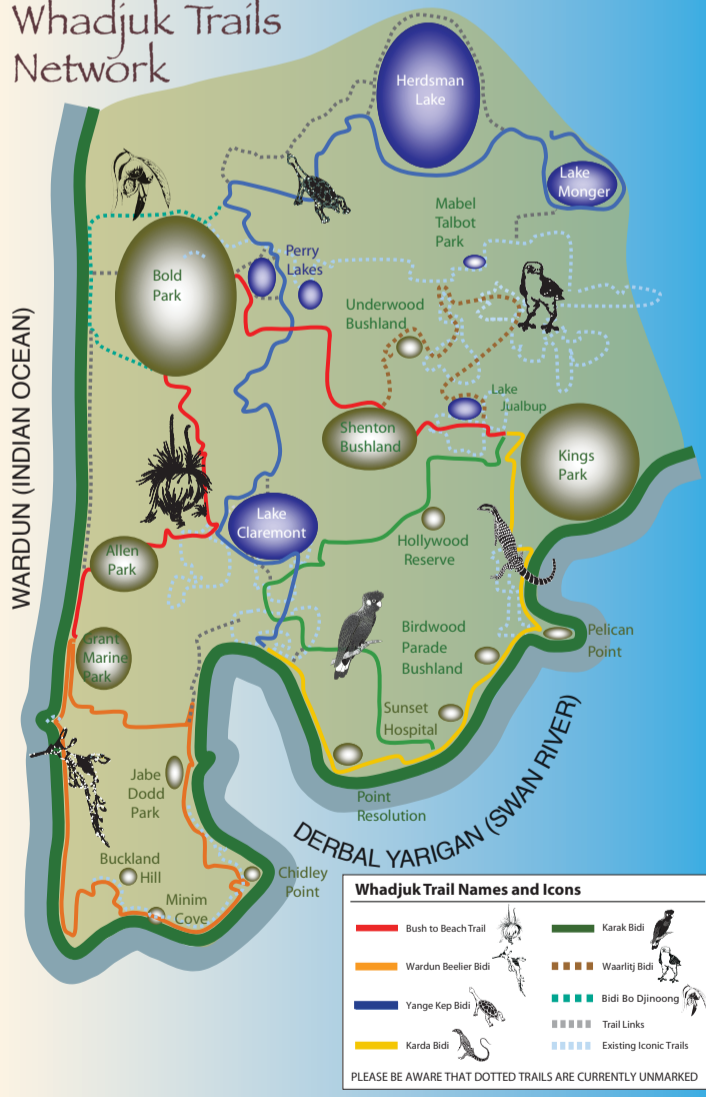 Whadjuk Trails
Network
Herdsman
Lake
Lake
Monger
Mabel
Talbot
Park
Perry
Lakes
Bold
Park
Underwood
Bushland
Lake
Jualbup
Shenton
Bushland
Kings
Park
WARDUN (INDIAN OCEAN)
Lake
Claremont
Hollywood
Reserve
Allen
Park
Grant
Marine
Park
Birdwood
Parade
Bushland
Pelican
Point
Sunset
Hospital
Jabe
Dodd
Park
Point
Resolution
DERBAL YARIGAN (SWAN RIVER)
Buckland
Hill
Chidley
Point
Minim
Cove
Whadjuk Trail Names and Icons
Bush to Beach Trail
Wardun Beelier Bidi
Yange Kep Bidi
Karda Bidi
Karak Bidi
Waarlitj Bidi
Bidi Bo Djinoong
Trail Links
Existing Iconic Trails
PLEASE BE AWARE THAT DOTTED TRAILS ARE CURRENTLY UNMARKED